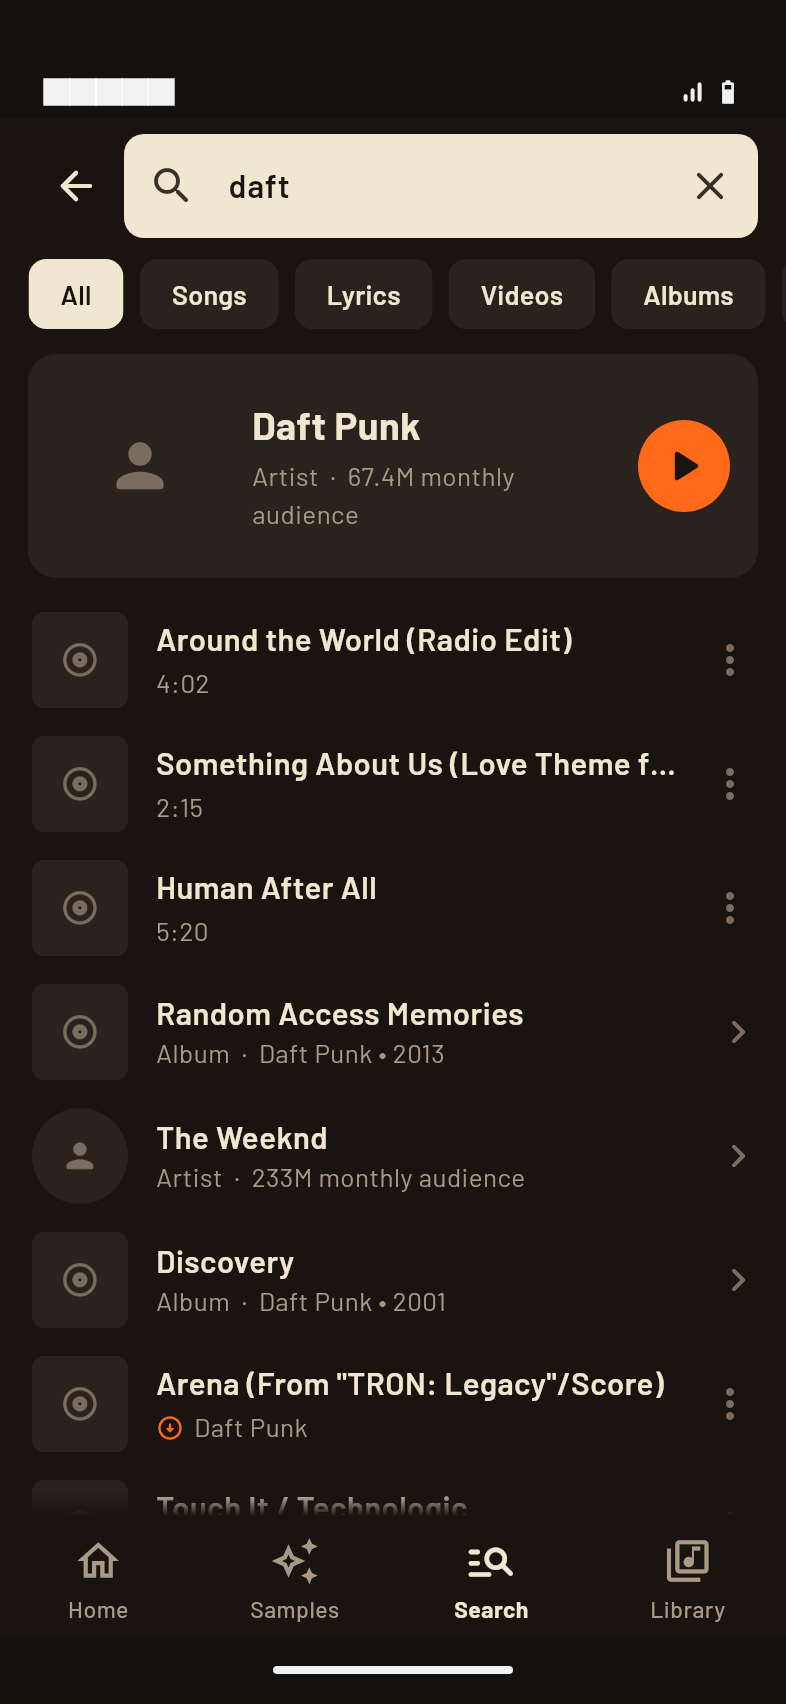 daft
All
Songs
Lyrics
Videos
Albums
Daft Punk
Artist · 67.4M monthly
audience
Around the World (Radio Edit)
4:02
Something About Us (Love Theme f...
2:15
Human After All
5:20
Random Access Memories
Album · Daft Punk • 2013
The Weeknd
Artist · 233M monthly audience
Discovery
Album · Daft Punk • 2001
Arena (From "TRON: Legacy"/Score)
Daft Punk
Touch It / Technologic
Home
Samples
Search
Library